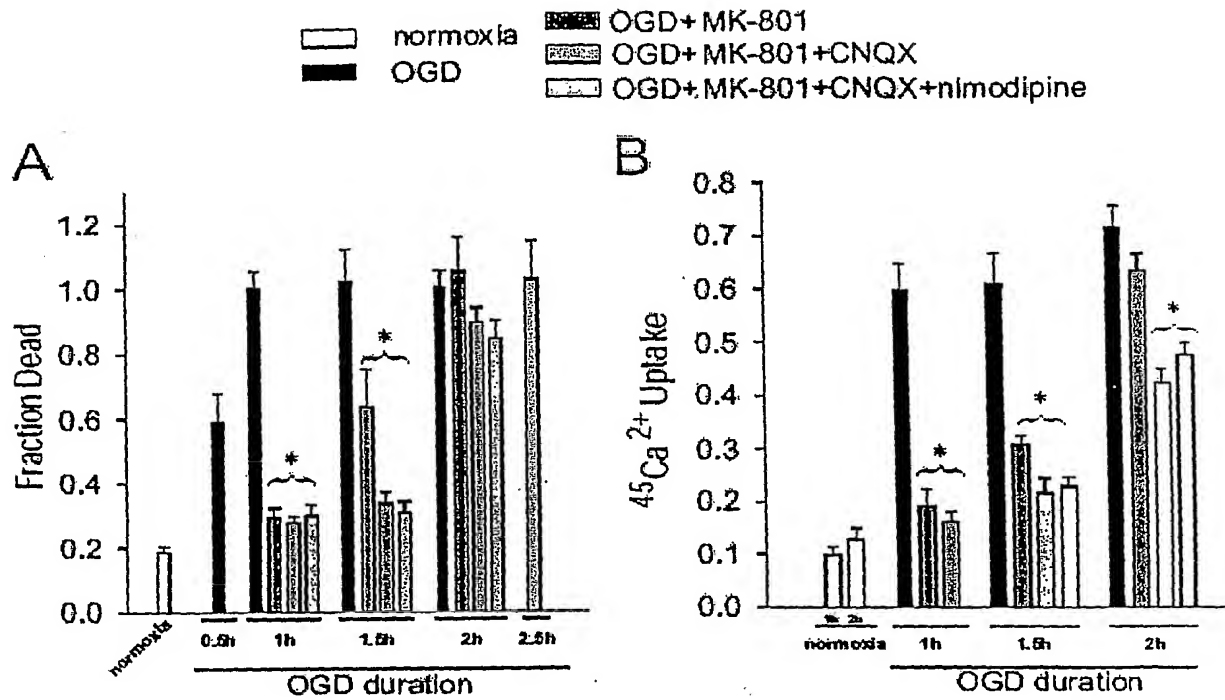 normoxia
OGD
OGD+MK-801
OGD+MK-801+CNQX
OGD+MK-801+CNQX+nimodipine
A
Fraction Dead
1.2
1.0
0.8
0.6
0.4
0.2
0.0
*
*
normoxia
0.5h
1h
1.5h
2h
2.5h
OGD duration
B
45Ca2+ Uptake
0.8
0.7
0.6
0.5
0.4
0.3
0.2
0.1
0.0
*
*
*
1h 2h
normoxia
1h
1.5h
2h
OGD duration